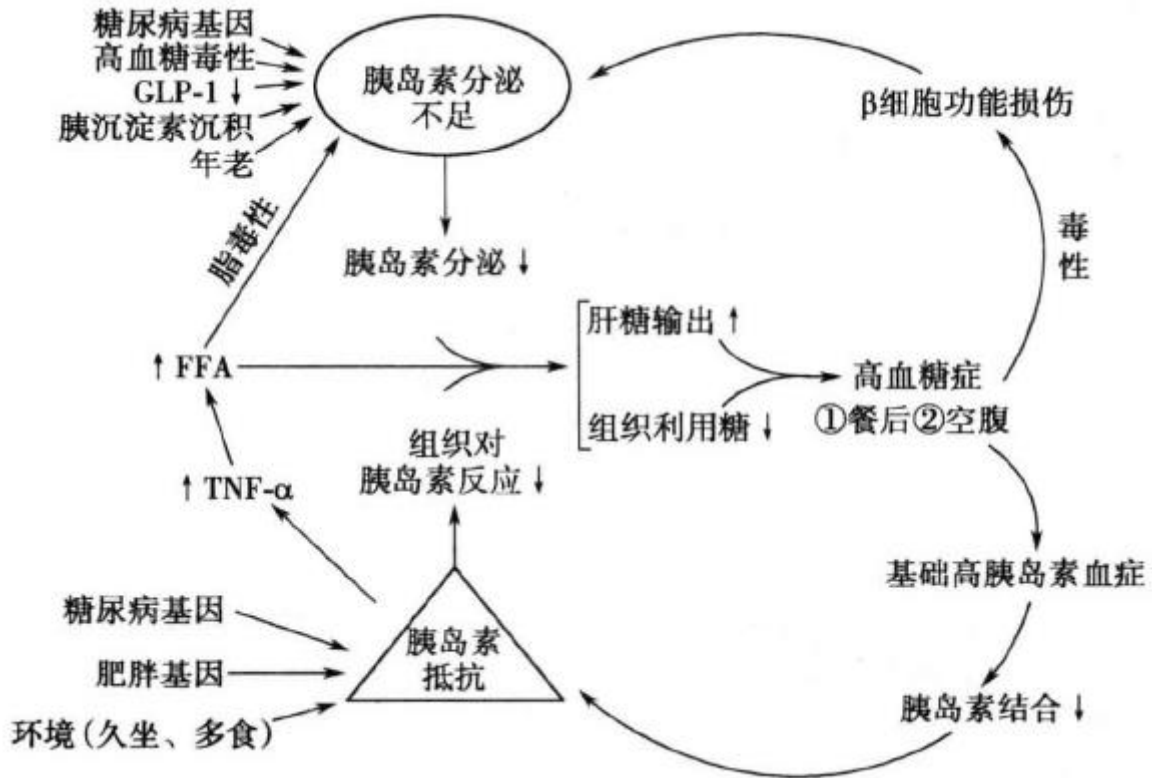 糖尿病基因
高血糖毒性
GLP-1↓
胰沉淀素沉积
年老
胰岛素分泌
不足
β细胞功能损伤
脂毒性
胰岛素分泌↓
毒
性
肝糖输出↑
↑FFA
高血糖症
①餐后②空腹
组织利用糖↓
组织对
胰岛素反应↓
↑TNF-α
基础高胰岛素血症
糖尿病基因
肥胖基因
环境(久坐、多食)
胰岛素
抵抗
胰岛素结合↓